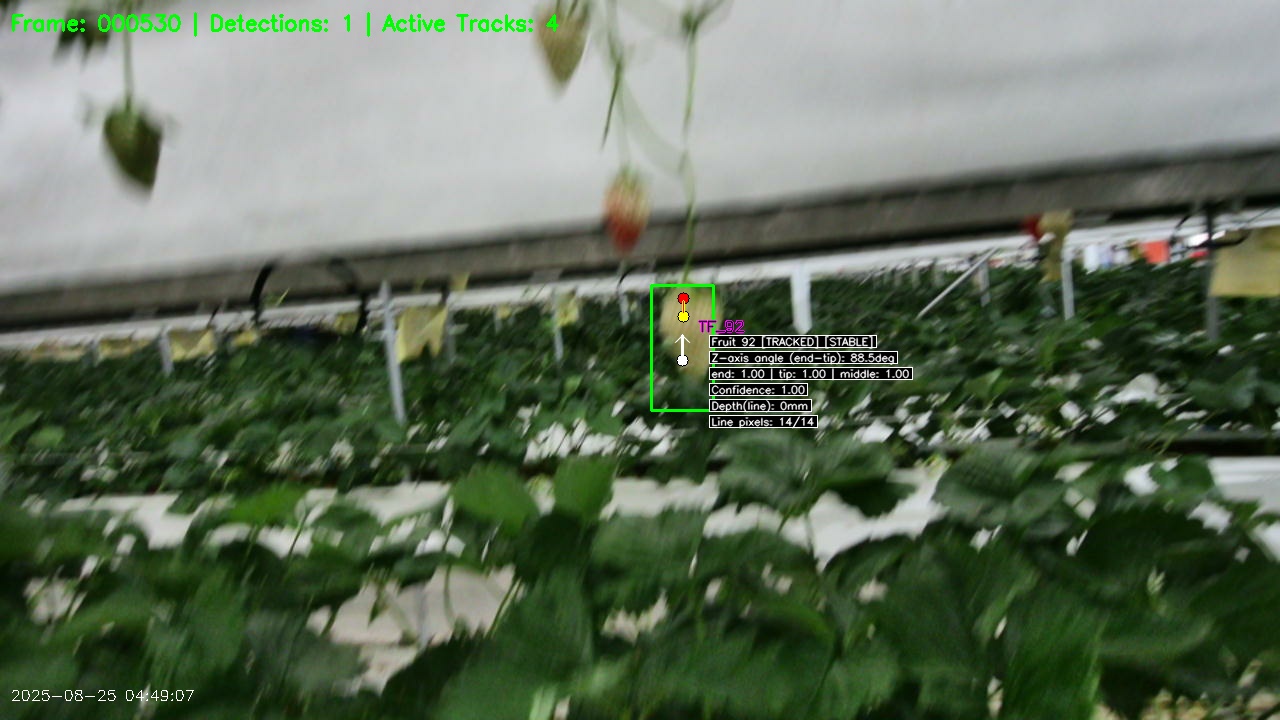 Frame: 000530 | Detections: 1 | Active Tracks: 4
TF_92
Fruit 92 [TRACKED] [STABLE]
Z-axis angle (end-tip): 88.5deg
end: 1.00 | tip: 1.00 | middle: 1.00
Confidence: 1.00
Depth(line): 0mm
Line pixels: 14/14
2025-08-25 04:49:07